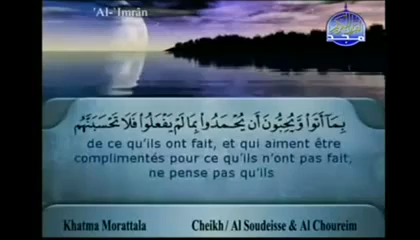 'Al-'Imrân
بِمَا أَتَوا وَّيُحِبُّونَ أَن يُحْمَدُوا بِمَا لَمْ يَفْعَلُوا فَلَا تَحْسَبَنَّهُم
de ce qu'ils ont fait, et qui aiment être
complimentés pour ce qu'ils n'ont pas fait,
ne pense pas qu'ils
Khatma Morattala
Cheikh/ Al Soudeisse & Al Choureim